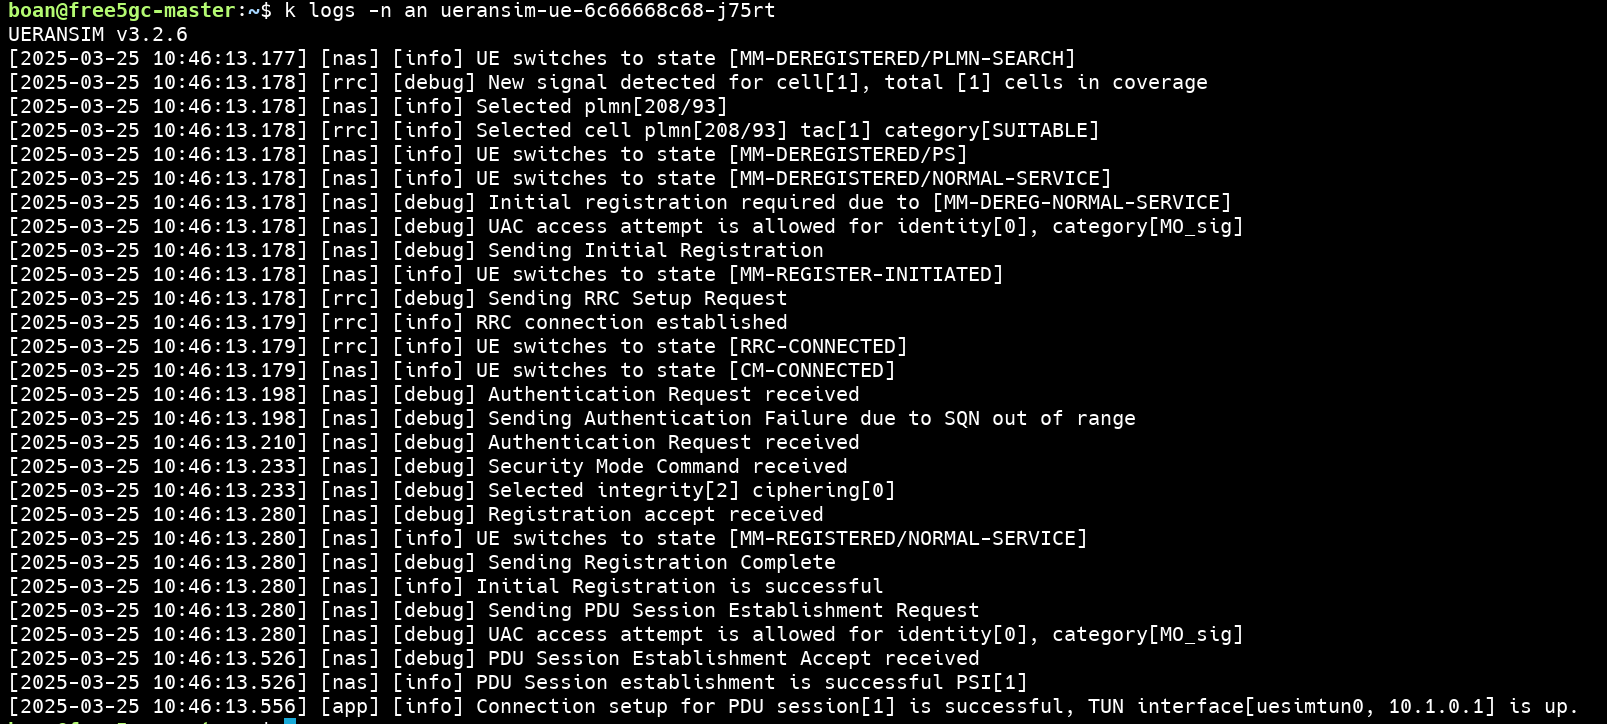 boan@free5gc-master:~$ k logs -n an ueransim-ue-6c66668c68-j75rt
UERANSIM v3.2.6
[2025-03-25 10:46:13.177] [nas] [info] UE switches to state [MM-DEREGISTERED/PLMN-SEARCH]
[2025-03-25 10:46:13.178] [rrc] [debug] New signal detected for cell[1], total [1] cells in coverage
[2025-03-25 10:46:13.178] [nas] [info] Selected plmn[208/93]
[2025-03-25 10:46:13.178] [rrc] [info] Selected cell plmn[208/93] tac[1] category[SUITABLE]
[2025-03-25 10:46:13.178] [nas] [info] UE switches to state [MM-DEREGISTERED/PS]
[2025-03-25 10:46:13.178] [nas] [info] UE switches to state [MM-DEREGISTERED/NORMAL-SERVICE]
[2025-03-25 10:46:13.178] [nas] [debug] Initial registration required due to [MM-DEREG-NORMAL-SERVICE]
[2025-03-25 10:46:13.178] [nas] [debug] UAC access attempt is allowed for identity[0], category[MO_sig]
[2025-03-25 10:46:13.178] [nas] [debug] Sending Initial Registration
[2025-03-25 10:46:13.178] [nas] [info] UE switches to state [MM-REGISTER-INITIATED]
[2025-03-25 10:46:13.178] [rrc] [debug] Sending RRC Setup Request
[2025-03-25 10:46:13.179] [rrc] [info] RRC connection established
[2025-03-25 10:46:13.179] [rrc] [info] UE switches to state [RRC-CONNECTED]
[2025-03-25 10:46:13.179] [nas] [info] UE switches to state [CM-CONNECTED]
[2025-03-25 10:46:13.198] [nas] [debug] Authentication Request received
[2025-03-25 10:46:13.198] [nas] [debug] Sending Authentication Failure due to SQN out of range
[2025-03-25 10:46:13.210] [nas] [debug] Authentication Request received
[2025-03-25 10:46:13.233] [nas] [debug] Security Mode Command received
[2025-03-25 10:46:13.233] [nas] [debug] Selected integrity[2] ciphering[0]
[2025-03-25 10:46:13.280] [nas] [debug] Registration accept received
[2025-03-25 10:46:13.280] [nas] [info] UE switches to state [MM-REGISTERED/NORMAL-SERVICE]
[2025-03-25 10:46:13.280] [nas] [debug] Sending Registration Complete
[2025-03-25 10:46:13.280] [nas] [info] Initial Registration is successful
[2025-03-25 10:46:13.280] [nas] [debug] Sending PDU Session Establishment Request
[2025-03-25 10:46:13.280] [nas] [debug] UAC access attempt is allowed for identity[0], category[MO_sig]
[2025-03-25 10:46:13.526] [nas] [debug] PDU Session Establishment Accept received
[2025-03-25 10:46:13.526] [nas] [info] PDU Session establishment is successful PSI[1]
[2025-03-25 10:46:13.556] [app] [info] Connection setup for PDU session[1] is successful, TUN interface[uesimtun0, 10.1.0.1] is up.